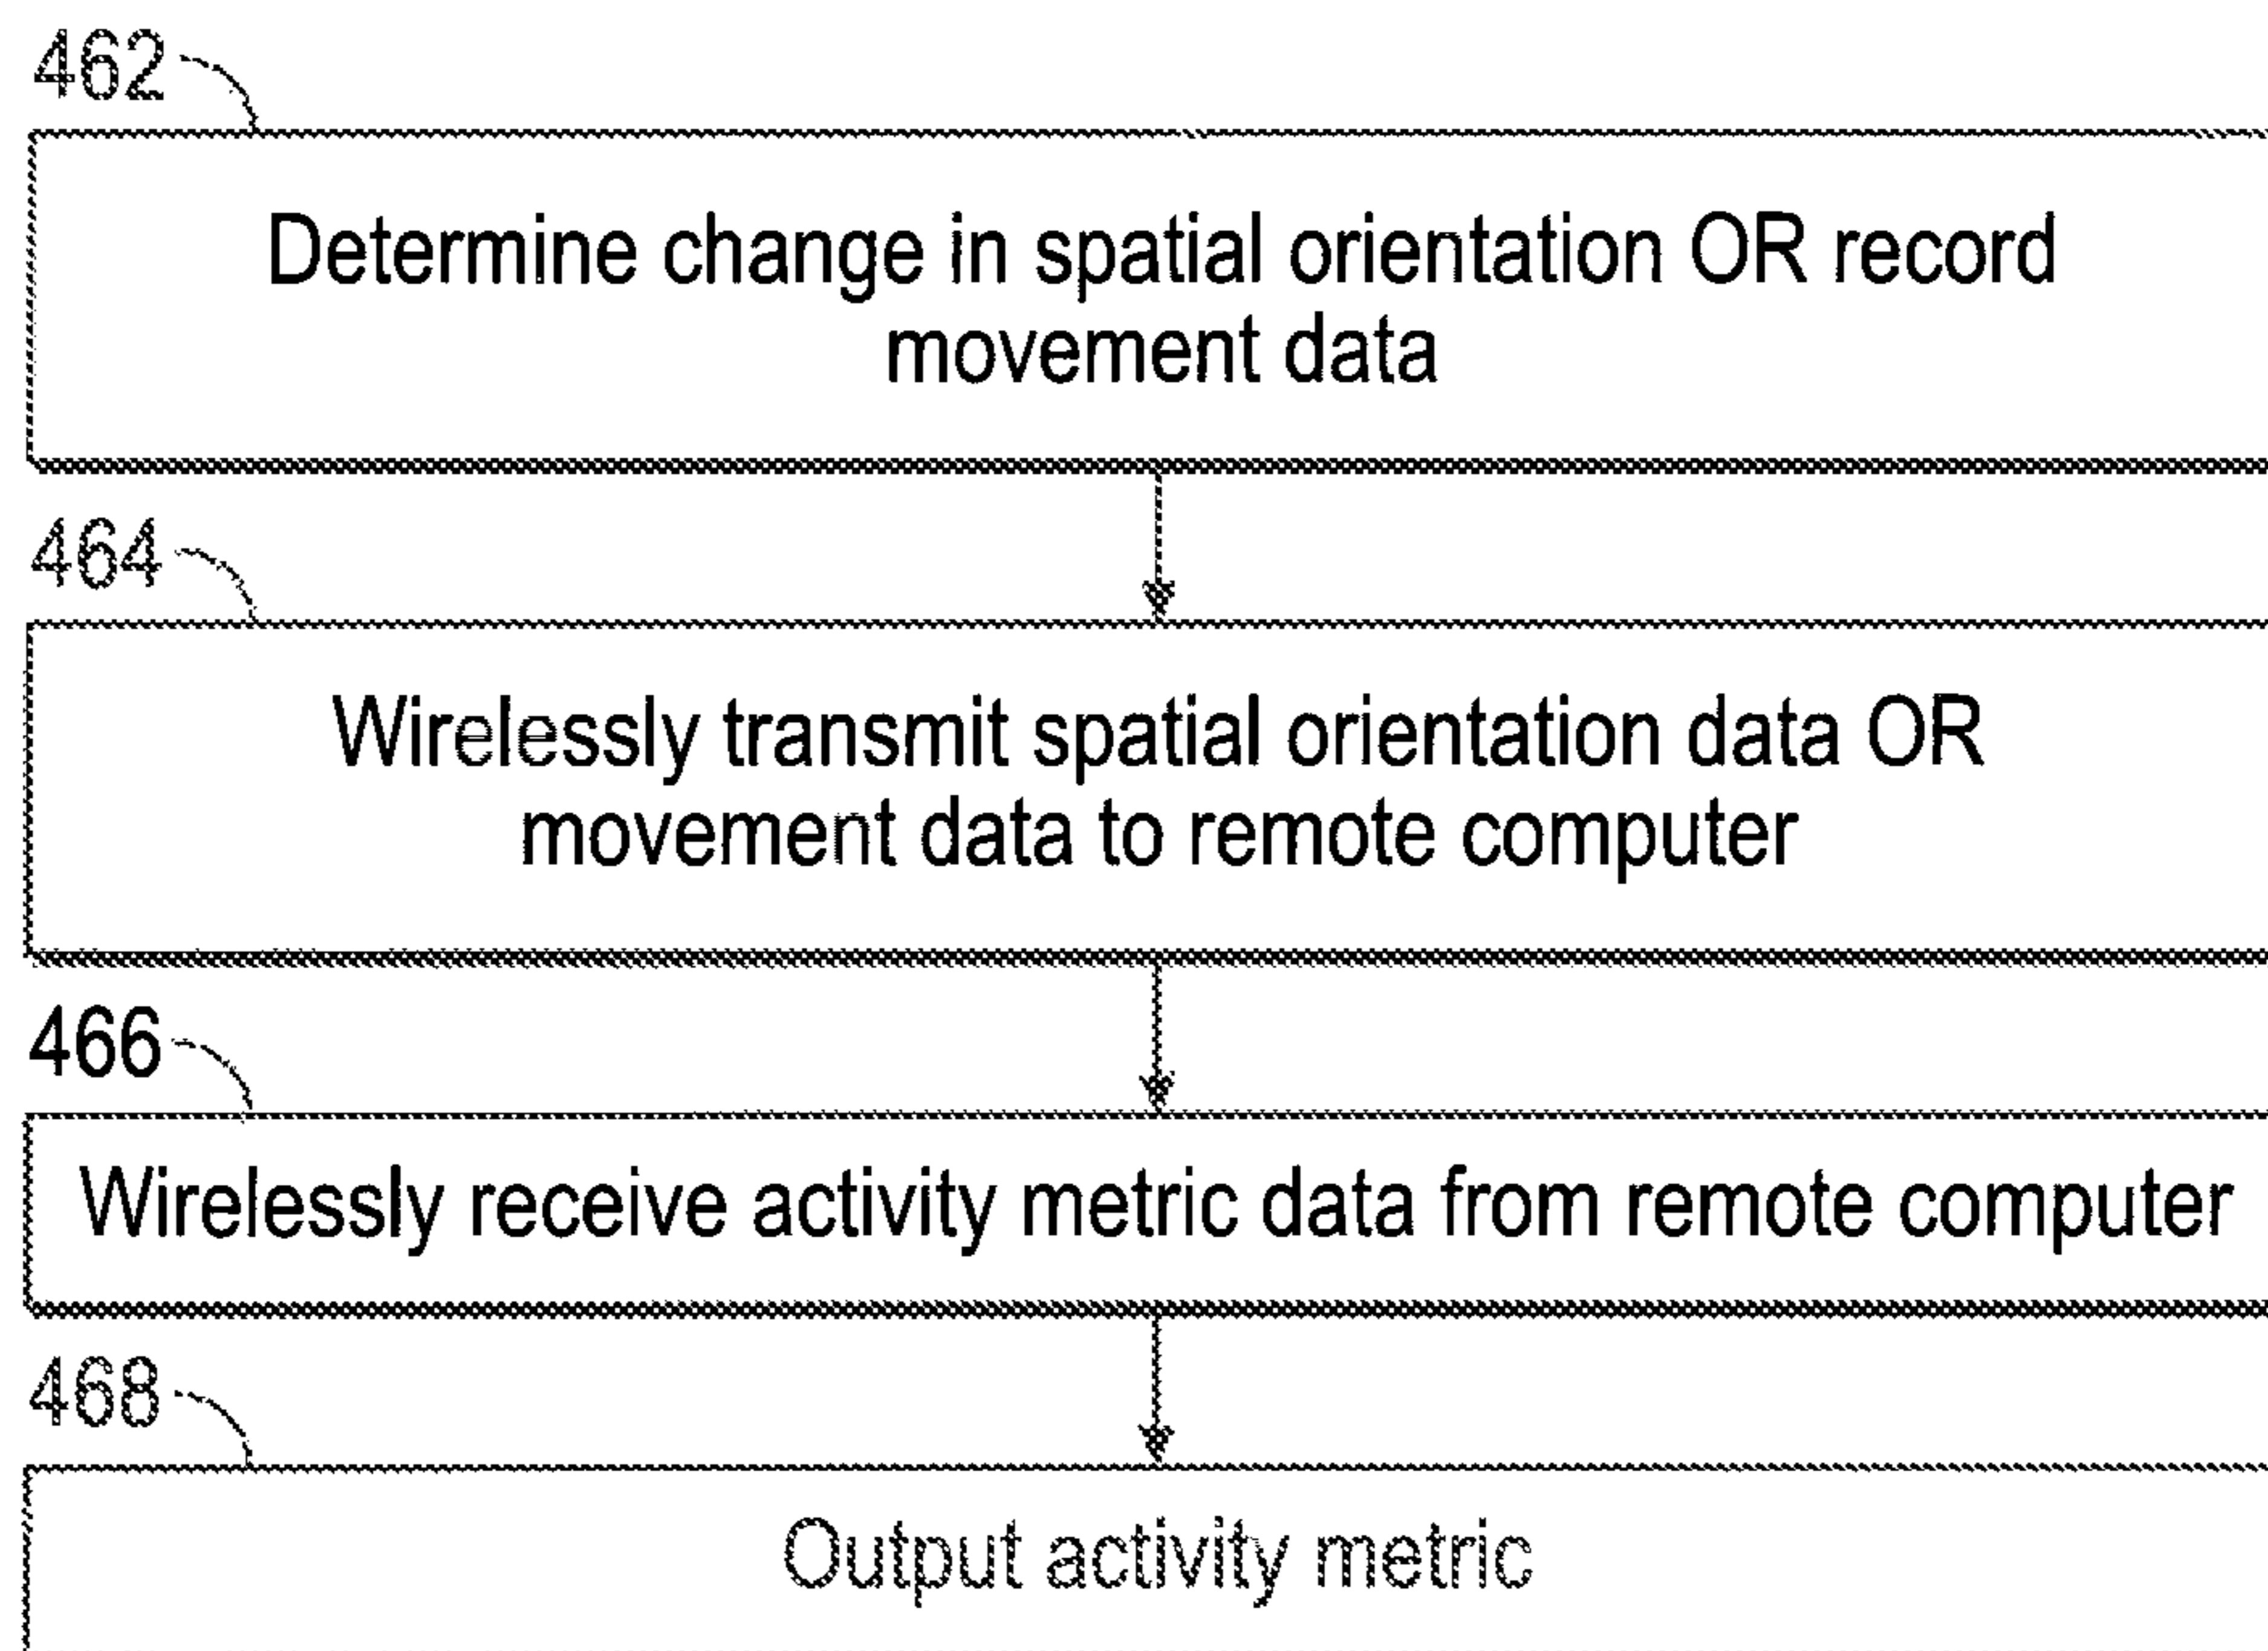 462
Determine change in spatial orientation OR record
movement data
464
Wirelessly transmit spatial orientation data OR
movement data to remote computer
466
Wirelessly receive activity metric data from remote computer
468
Output activity metric